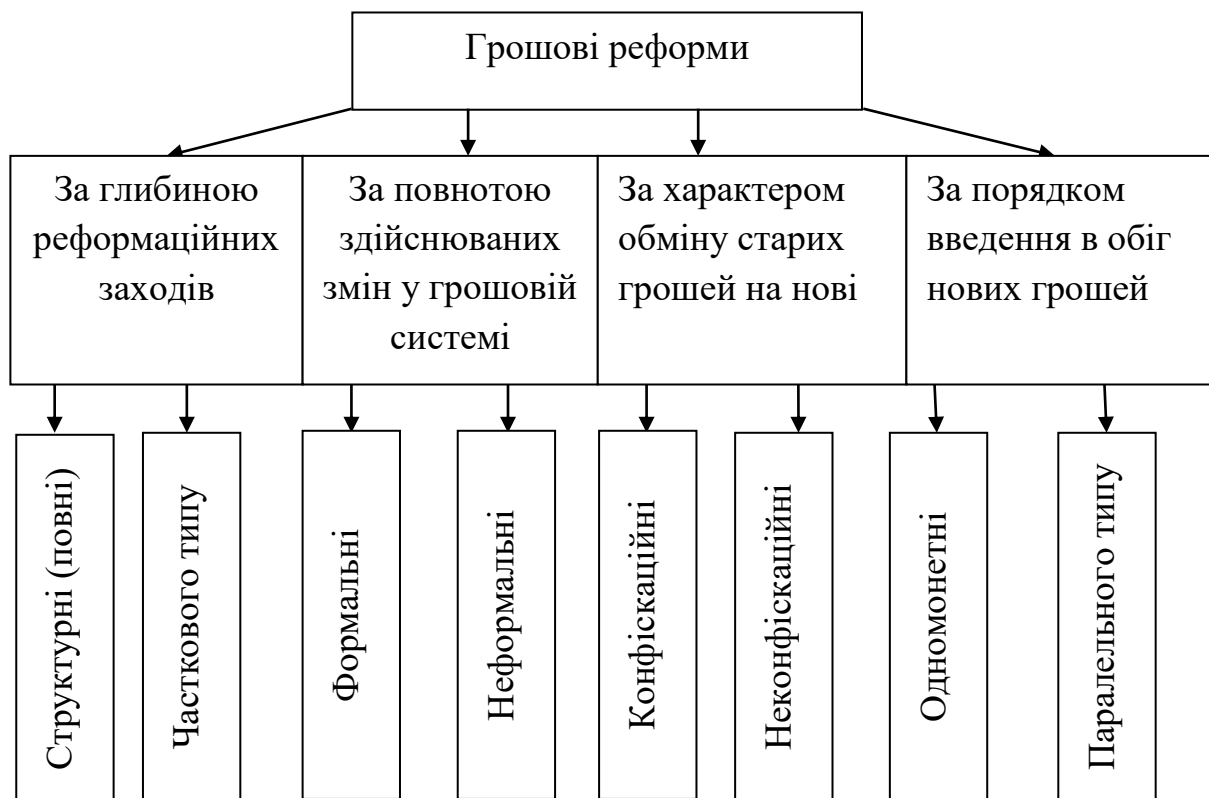 Грошові реформи
За глибиною
реформаційних
заходів
За повнотою
здійснюваних
змін у грошовій
системі
За характером
обміну старих
грошей на нові
За порядком
введення в обіг
нових грошей
Структурні (повні)
Часткового типу
Формальні
Неформальні
Конфіскаційні
Неконфіскаційні
Одномонетні
Паралельного типу